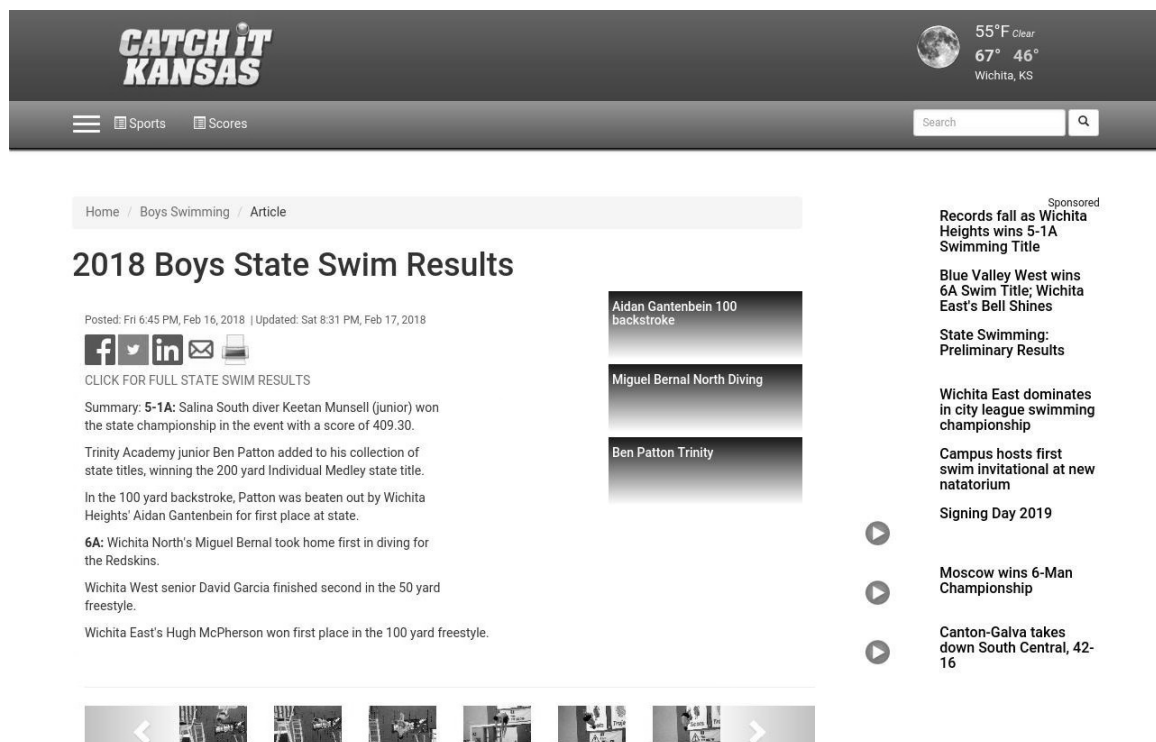 CATCH iT
KANSAS
55°F Clear
67° 46°
Wichita, KS
Sports Scores
Search
Home / Boys Swimming / Article
2018 Boys State Swim Results
Posted: Fri 6:45 PM, Feb 16, 2018 | Updated: Sat 8:31 PM, Feb 17, 2018
CLICK FOR FULL STATE SWIM RESULTS
Summary: 5-1A: Salina South diver Keetan Munsell (junior) won
the state championship in the event with a score of 409.30.
Trinity Academy junior Ben Patton added to his collection of
state titles, winning the 200 yard Individual Medley state title.
In the 100 yard backstroke, Patton was beaten out by Wichita
Heights' Aidan Gantenbein for first place at state.
6A: Wichita North's Miguel Bernal took home first in diving for
the Redskins.
Wichita West senior David Garcia finished second in the 50 yard
freestyle.
Wichita East's Hugh McPherson won first place in the 100 yard freestyle.
Aidan Gantenbein 100
backstroke
Miguel Bernal North Diving
Ben Patton Trinity
Sponsored
Records fall as Wichita
Heights wins 5-1A
Swimming Title
Blue Valley West wins
6A Swim Title; Wichita
East's Bell Shines
State Swimming:
Preliminary Results
Wichita East dominates
in city league swimming
championship
Campus hosts first
swim invitational at new
natatorium
Signing Day 2019
Moscow wins 6-Man
Championship
Canton-Galva takes
down South Central, 42-
16